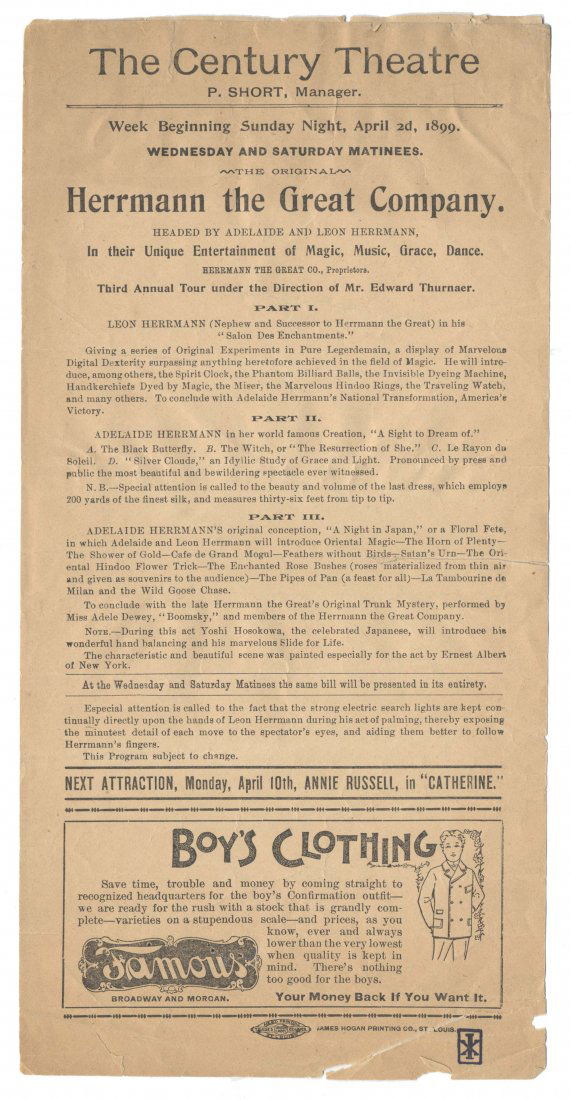 The Century Theatre
P. SHORT, Manager.
Week Beginning Sunday Night, April 2d, 1899.
WEDNESDAY AND SATURDAY MATINEES.
THE ORIGINAL
Herrmann the Great Company.
HEADED BY ADELAIDE AND LEON HERRMANN,
In their Unique Entertainment of Magic, Music, Grace, Dance.
HERRMANN THE GREAT CO., Proprietors.
Third Annual Tour under the Direction of Mr. Edward Thurnaer.
PART I.
LEON HERRMANN (Nephew and Successor to Herrmann the Great) in his
"Salon Des Enchantments."
Giving a series of Original Experiments in Pure Legerdemain, a display of Marvelous
Digital Dexterity surpassing anything heretofore achieved in the field of Magic. He will intro-
duce, among others, the Spirit Clock, the Phantom Billiard Balls, the Invisible Dyeing Machine,
Handkerchiefs Dyed by Magic, the Miser, the Marvelous Hindoo Rings, the Traveling Watch,
and many others. To conclude with Adelaide Herrmann's National Transformation, America's
Victory.
PART II.
ADELAIDE HERRMANN in her world famous Creation, "A Sight to Dream of."
A. The Black Butterfly. B. The Witch, or "The Resurrection of She." C. Le Rayon du
Soleil. D. "Silver Clouds," an Idyllic Study of Grace and Light. Pronounced by press and
public the most beautiful and bewildering spectacle ever witnessed.
N. B.—Special attention is called to the beauty and volume of the last dress, which employs
200 yards of the finest silk, and measures thirty-six feet from tip to tip.
PART III.
ADELAIDE HERRMANN'S original conception, "A Night in Japan," or a Floral Fete,
in which Adelaide and Leon Herrmann will introduce Oriental Magic—The Horn of Plenty—
The Shower of Gold—Cafe de Grand Mogul—Feathers without Birds—Satan's Urn—The Ori-
ental Hindoo Flower Trick—The Enchanted Rose Bushes (roses materialized from thin air
and given as souvenirs to the audience)—The Pipes of Pan (a feast for all)—La Tambourine de
Milan and the Wild Goose Chase.
To conclude with the late Herrmann the Great's Original Trunk Mystery, performed by
Miss Adele Dewey, "Boomsky," and members of the Herrmann the Great Company.
NOTE.—During this act Yoshi Hosokowa, the celebrated Japanese, will introduce his
wonderful hand balancing and his marvelous Slide for Life.
The characteristic and beautiful scene was painted especially for the act by Ernest Albert
of New York.
At the Wednesday and Saturday Matinees the same bill will be presented in its entirety.
Especial attention is called to the fact that the strong electric search lights are kept con-
tinually directly upon the hands of Leon Herrmann during his act of palming, thereby exposing
the minutest detail of each move to the spectator's eyes, and aiding them better to follow
Herrmann's fingers.
This Program subject to change.
NEXT ATTRACTION, Monday, April 10th, ANNIE RUSSELL, in "CATHERINE."
BOY'S CLOTHING
Save time, trouble and money by coming straight to
recognized headquarters for the boy's Confirmation outfit—
we are ready for the rush with a stock that is grandly com-
plete—varieties on a stupendous scale—and prices, as you
know, ever and always
lower than the very lowest
when quality is kept in
mind. There's nothing
too good for the boys.
Famous
BROADWAY AND MORGAN.
Your Money Back If You Want It.
JAMES HOGAN PRINTING CO., ST LOUIS.